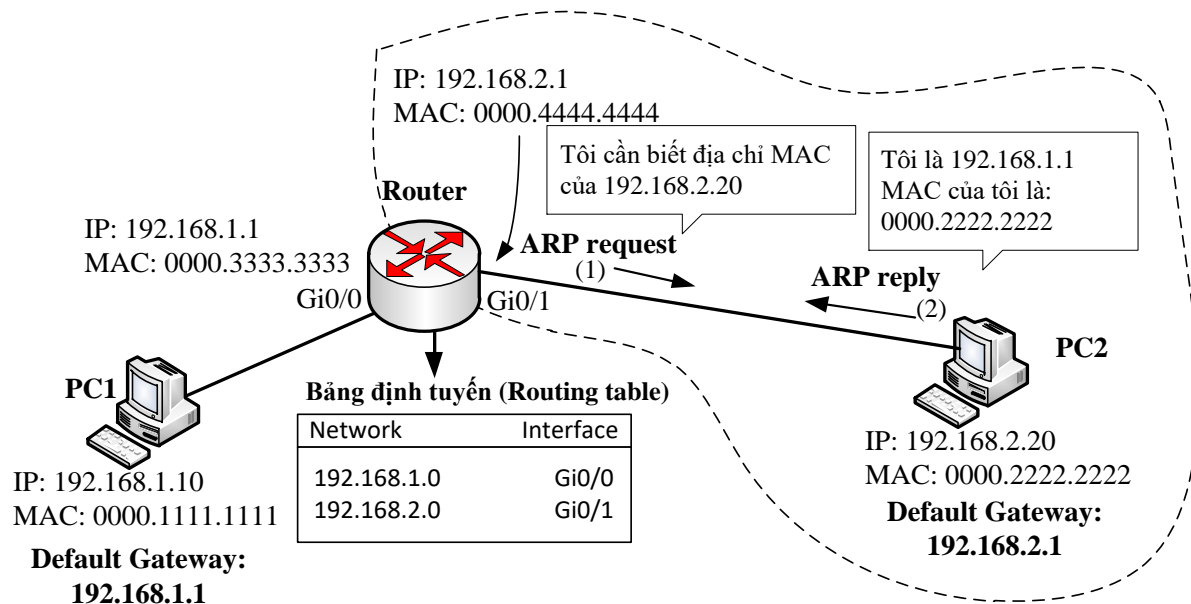 IP: 192.168.2.1
MAC: 0000.4444.4444
Tôi cần biết địa chỉ MAC
của 192.168.2.20
Tôi là 192.168.1.1
MAC của tôi là:
0000.2222.2222
Router
IP: 192.168.1.1
MAC: 0000.3333.3333
ARP request
(1)
ARP reply
(2)
Gi0/0
Gi0/1
PC1
PC2
Bảng định tuyến (Routing table)
Network Interface
192.168.1.0 Gi0/0
192.168.2.0 Gi0/1
IP: 192.168.1.10
MAC: 0000.1111.1111
Default Gateway:
192.168.1.1
IP: 192.168.2.20
MAC: 0000.2222.2222
Default Gateway:
192.168.2.1